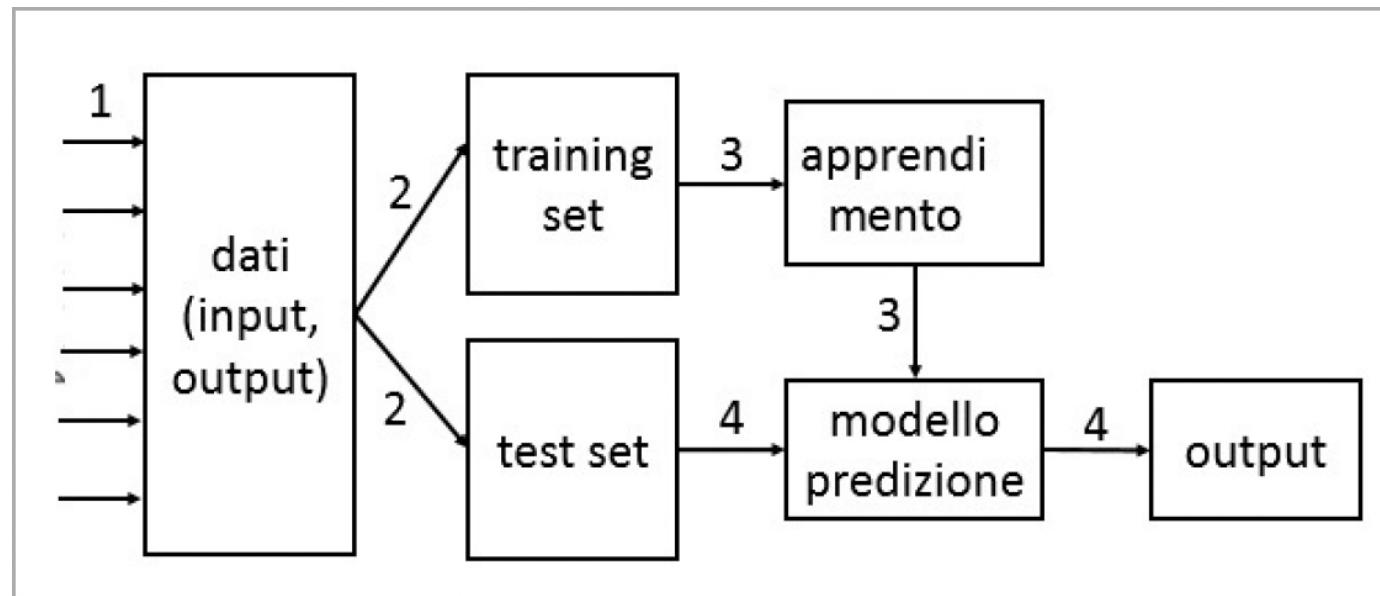 1
dati
(input,
output)
2
2
training
set
3
apprendi
mento
3
test set
4
modello
predizione
4
output